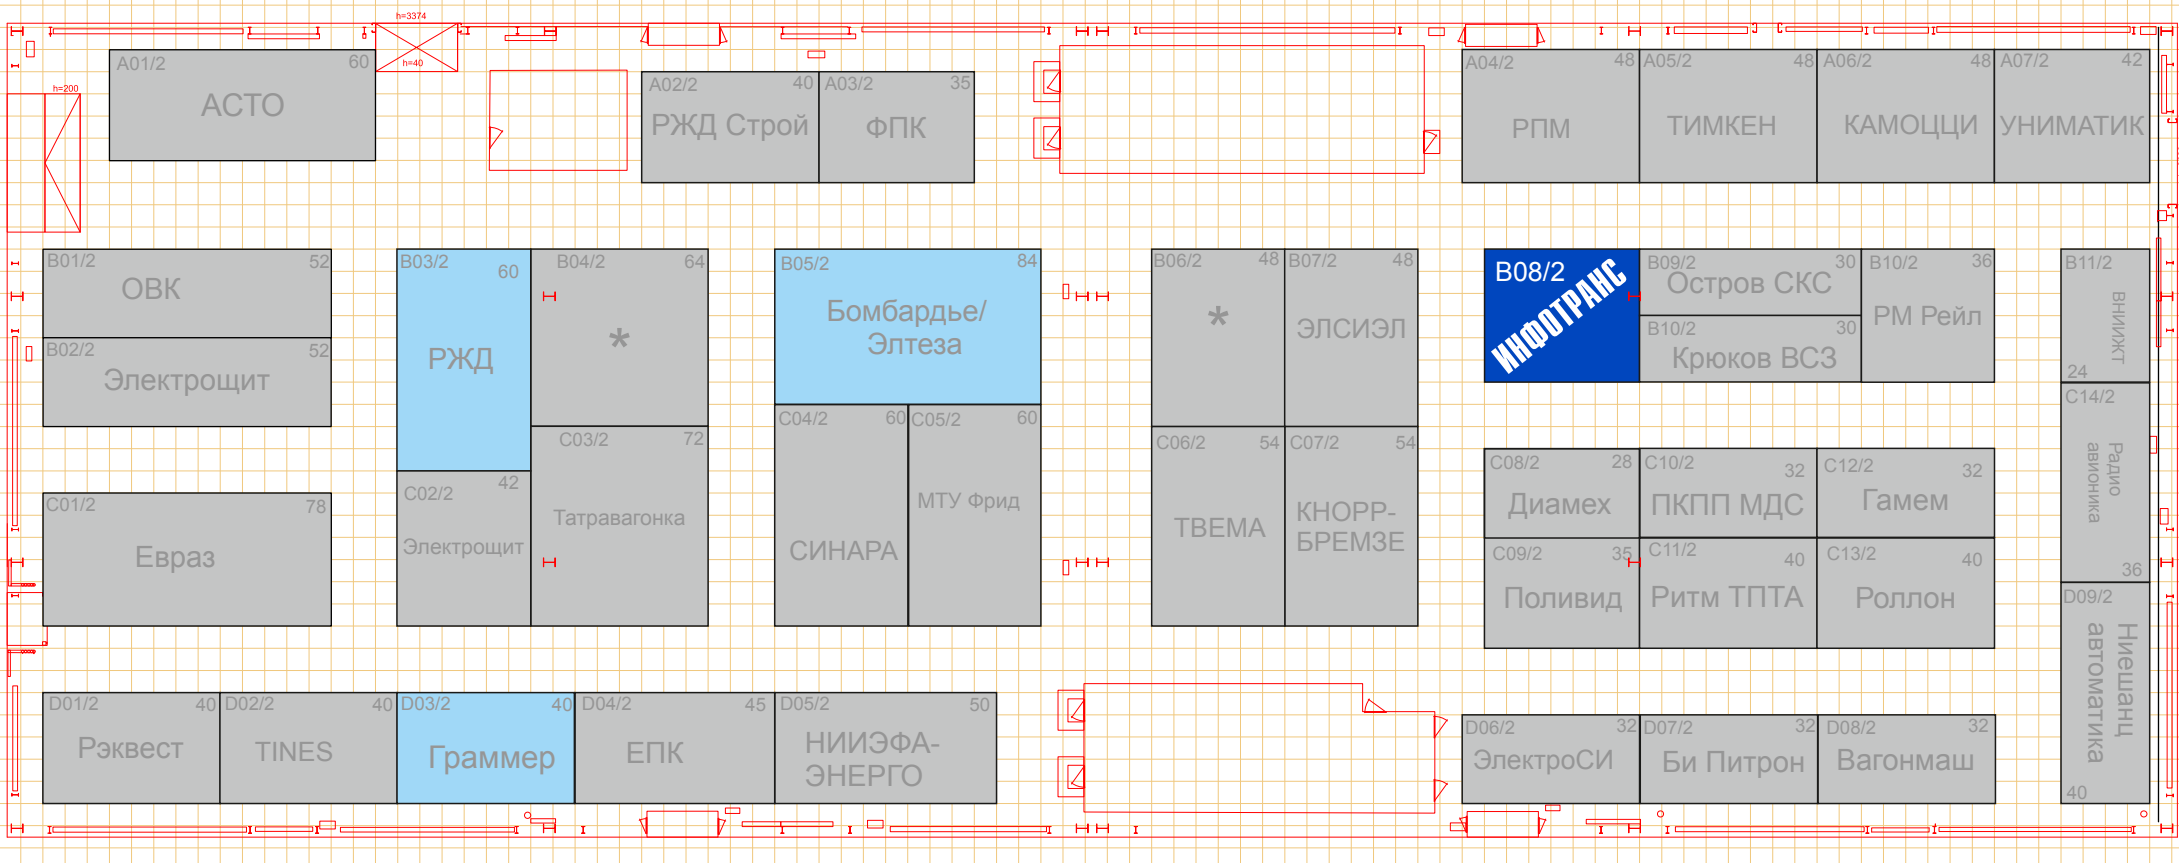 h=3374
h=40
h=200
A01/2 60
АСТО
A02/2 40
РЖД Строй
A03/2 35
ФПК
A04/2 48
РПМ
A05/2 48
ТИМКЕН
A06/2 48
КАМОЦЦИ
A07/2 42
УНИМАТИК
B01/2 52
ОВК
B02/2 52
Электрощит
B03/2 60
РЖД
B04/2 64
*
B05/2 84
Бомбардье/
Элтеза
B06/2 48
*
B07/2 48
ЭЛСИЭЛ
B08/2
ИНФОТРАНС
B09/2 30
Остров СКС
B10/2 30
Крюков ВСЗ
B10/2 36
РМ Рейл
B11/2
ВНИИЖТ
24
C01/2 78
Евраз
C02/2 42
Электрощит
C03/2 72
Татравагонка
C04/2 60
СИНАРА
C05/2 60
МТУ Фрид
C06/2 54
ТВЕМА
C07/2 54
КНОРР-
БРЕМЗЕ
C08/2 28
Диамех
C10/2 32
ПКПП МДС
C12/2 32
Гамем
C09/2 35
Поливид
C11/2 40
Ритм ТПТА
C13/2 40
Роллон
C14/2
Радио
авионика
36
D01/2 40
Рэквест
D02/2 40
TINES
D03/2 40
Граммер
D04/2 45
ЕПК
D05/2 50
НИИЭФА-
ЭНЕРГО
D06/2 32
ЭлектроСИ
D07/2 32
Би Питрон
D08/2 32
Вагонмаш
D09/2
Ниешанц
автоматика
40